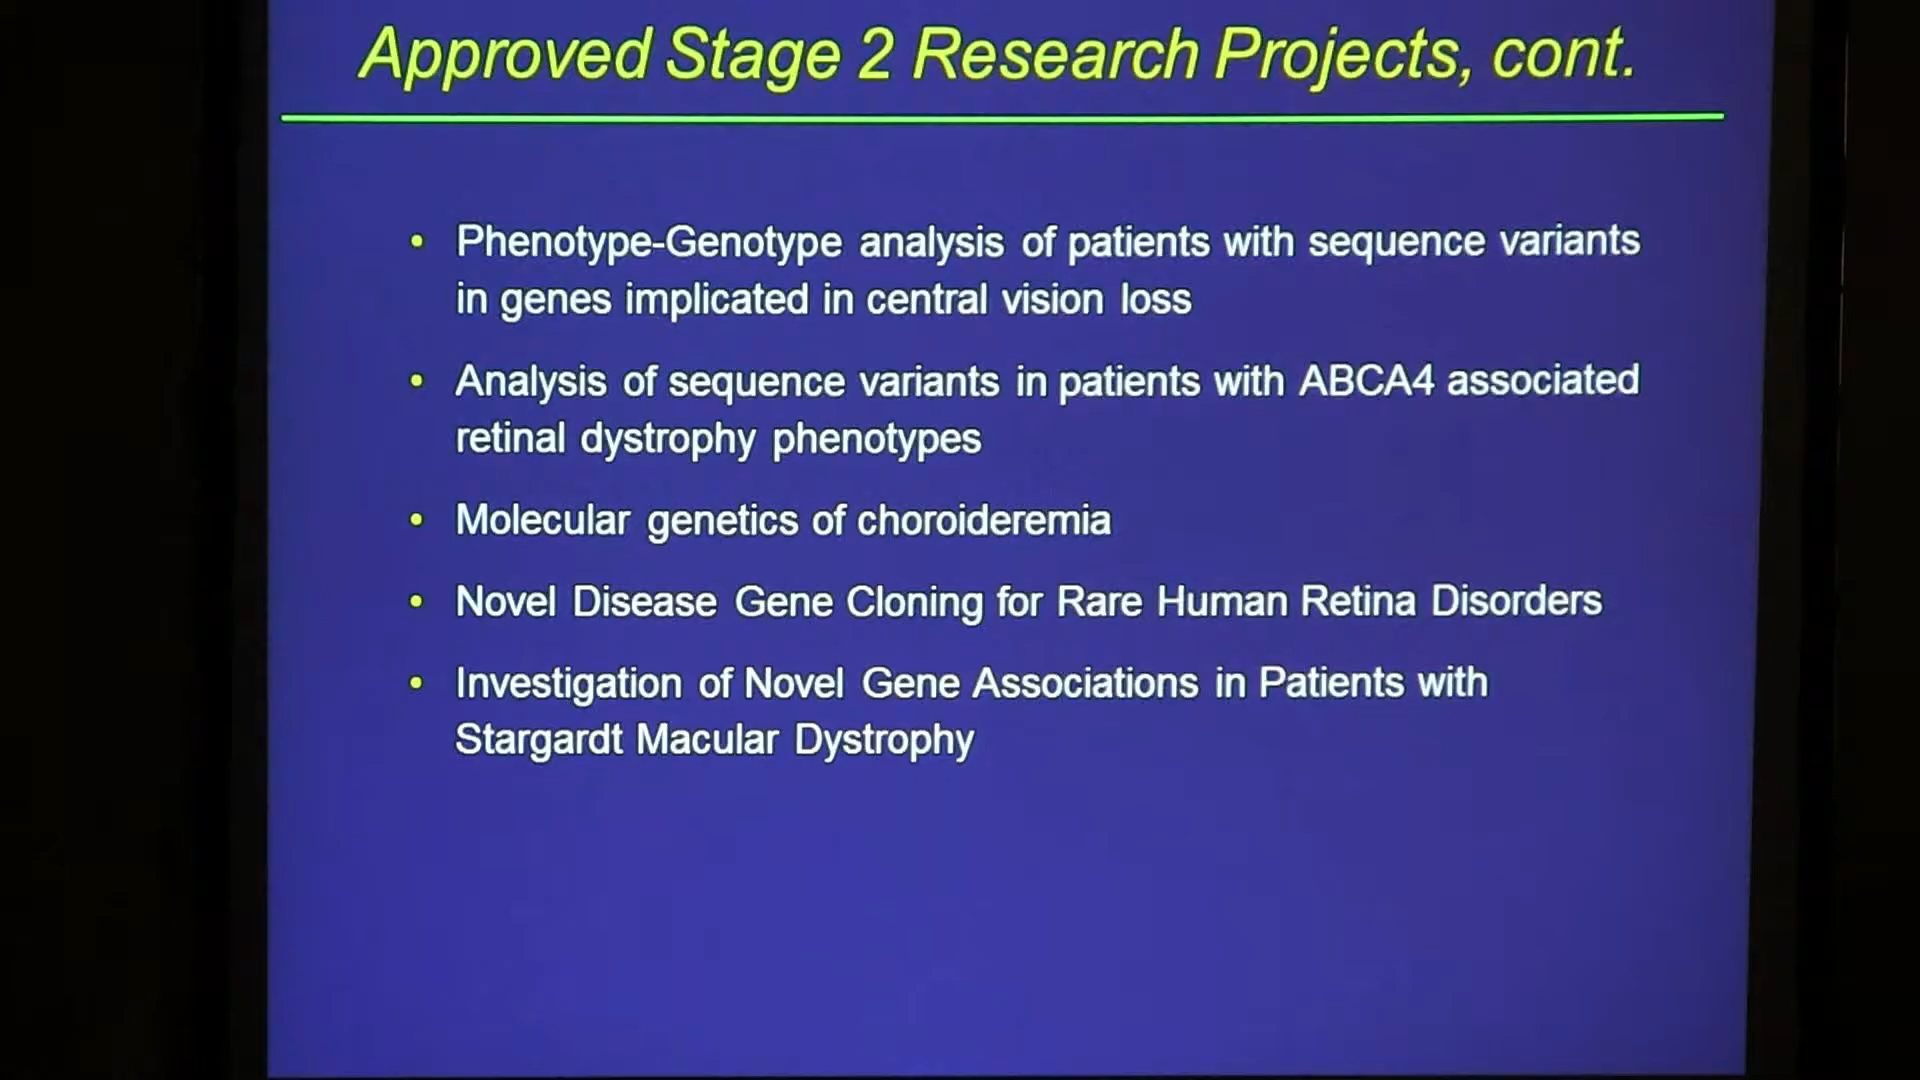 Approved Stage 2 Research Projects, cont.
• Phenotype-Genotype analysis of patients with sequence variants
in genes implicated in central vision loss
• Analysis of sequence variants in patients with ABCA4 associated
retinal dystrophy phenotypes
• Molecular genetics of choroideremia
• Novel Disease Gene Cloning for Rare Human Retina Disorders
• Investigation of Novel Gene Associations in Patients with
Stargardt Macular Dystrophy